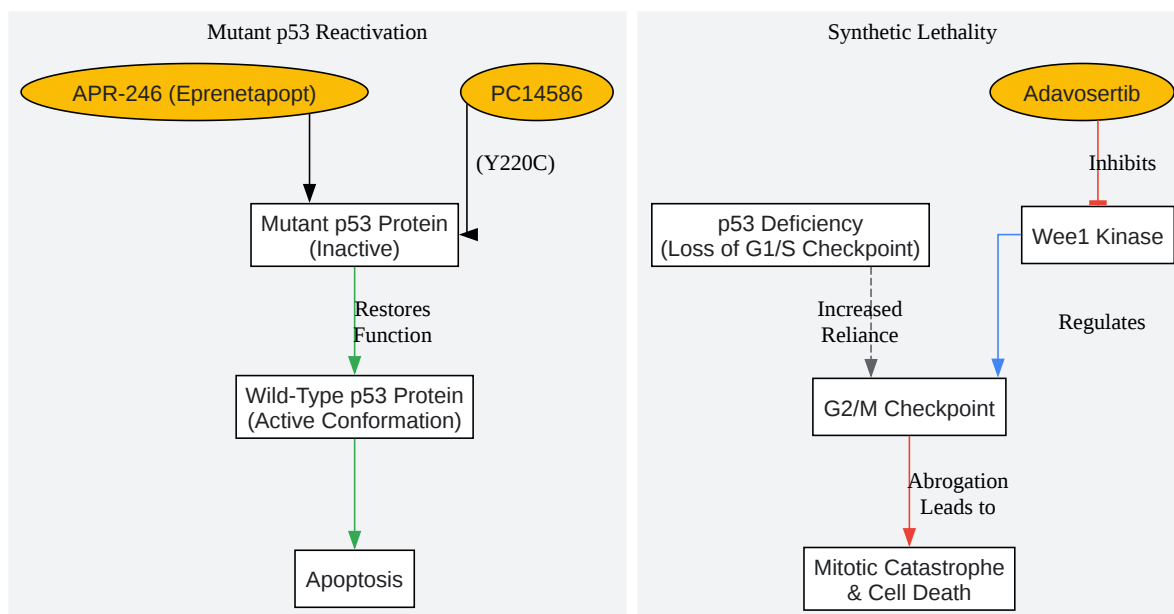 Mutant p53 Reactivation
APR-246 (Eprenetapopt)
PC14586
(Y220C)
Mutant p53 Protein
(Inactive)
Restores
Function
Wild-Type p53 Protein
(Active Conformation)
Apoptosis
Synthetic Lethality
Adavosertib
Inhibits
p53 Deficiency
(Loss of G1/S Checkpoint)
Wee1 Kinase
Increased
Reliance
Regulates
G2/M Checkpoint
Abrogation
Leads to
Mitotic Catastrophe
& Cell Death